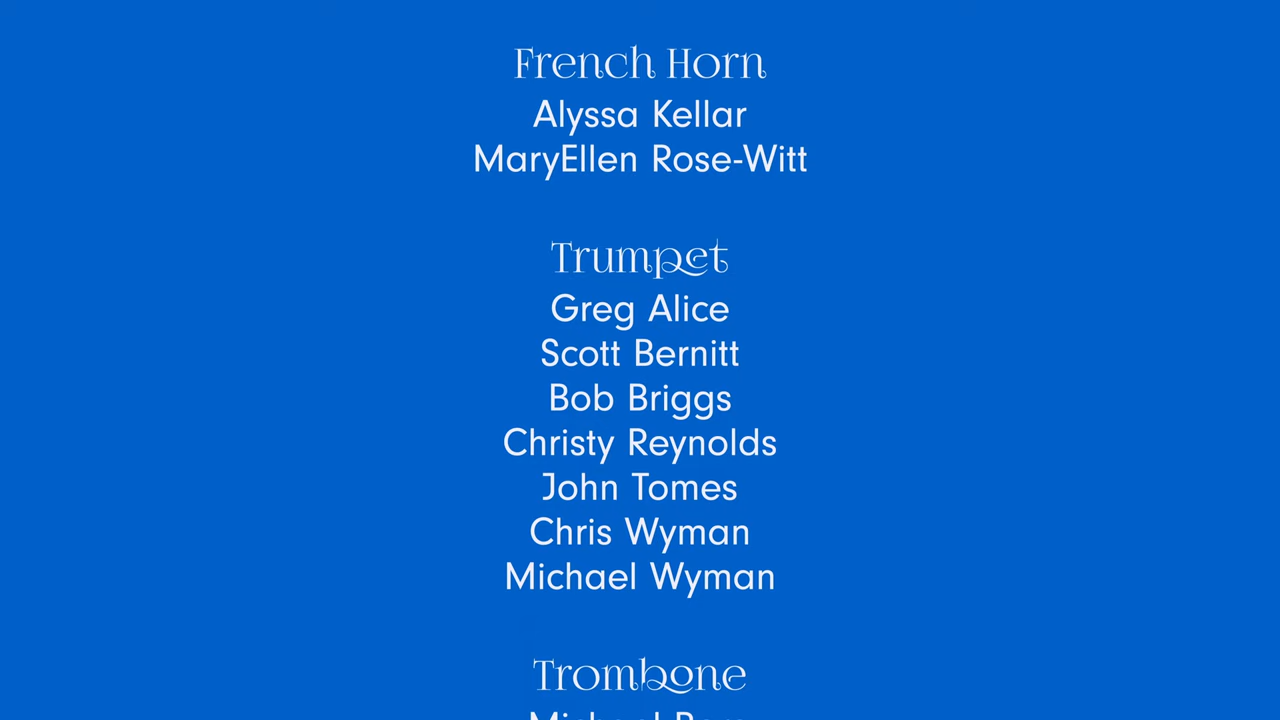 French Horn
Alyssa Kellar
MaryEllen Rose-Witt
Trumpet
Greg Alice
Scott Bernitt
Bob Briggs
Christy Reynolds
John Tomes
Chris Wyman
Michael Wyman
Trombone
Michael